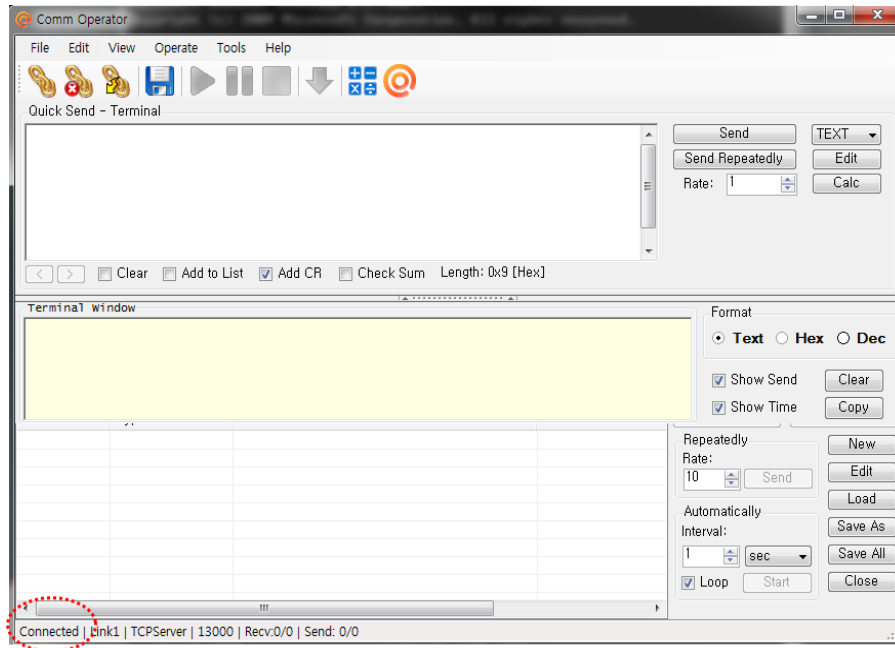 Comm Operator
File Edit View Operate Tools Help
Quick Send - Terminal
Send TEXT
Send Repeatedly Edit
Rate: 1 Calc
< > Clear Add to List Add CR Check Sum Length: 0x9 [Hex]
Terminal Window
Format
Text Hex Dec
Show Send Clear
Show Time Copy
Repeatedly New
Rate:
10 Send Edit
Load
Automatically
Interval: Save As
1 sec Save All
Loop Start Close
Connected | Link1 | TCPServer | 13000 | Recv:0/0 | Send: 0/0